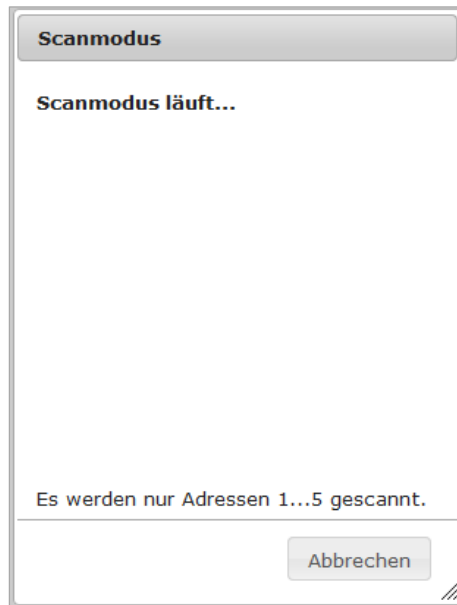 Scanmodus
Scanmodus läuft...
Es werden nur Adressen 1...5 gescannt.
Abbrechen